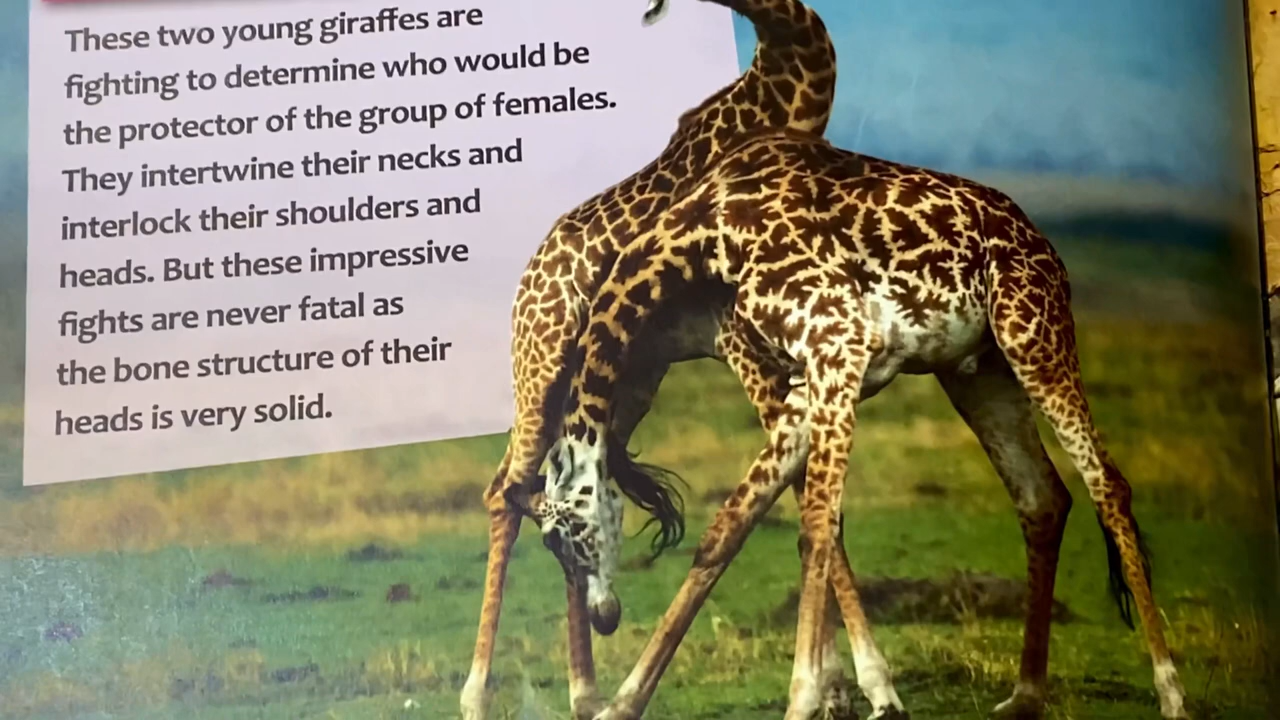 These two young giraffes are
fighting to determine who would be
the protector of the group of females.
They intertwine their necks and
interlock their shoulders and
heads. But these impressive
fights are never fatal as
the bone structure of their
heads is very solid.